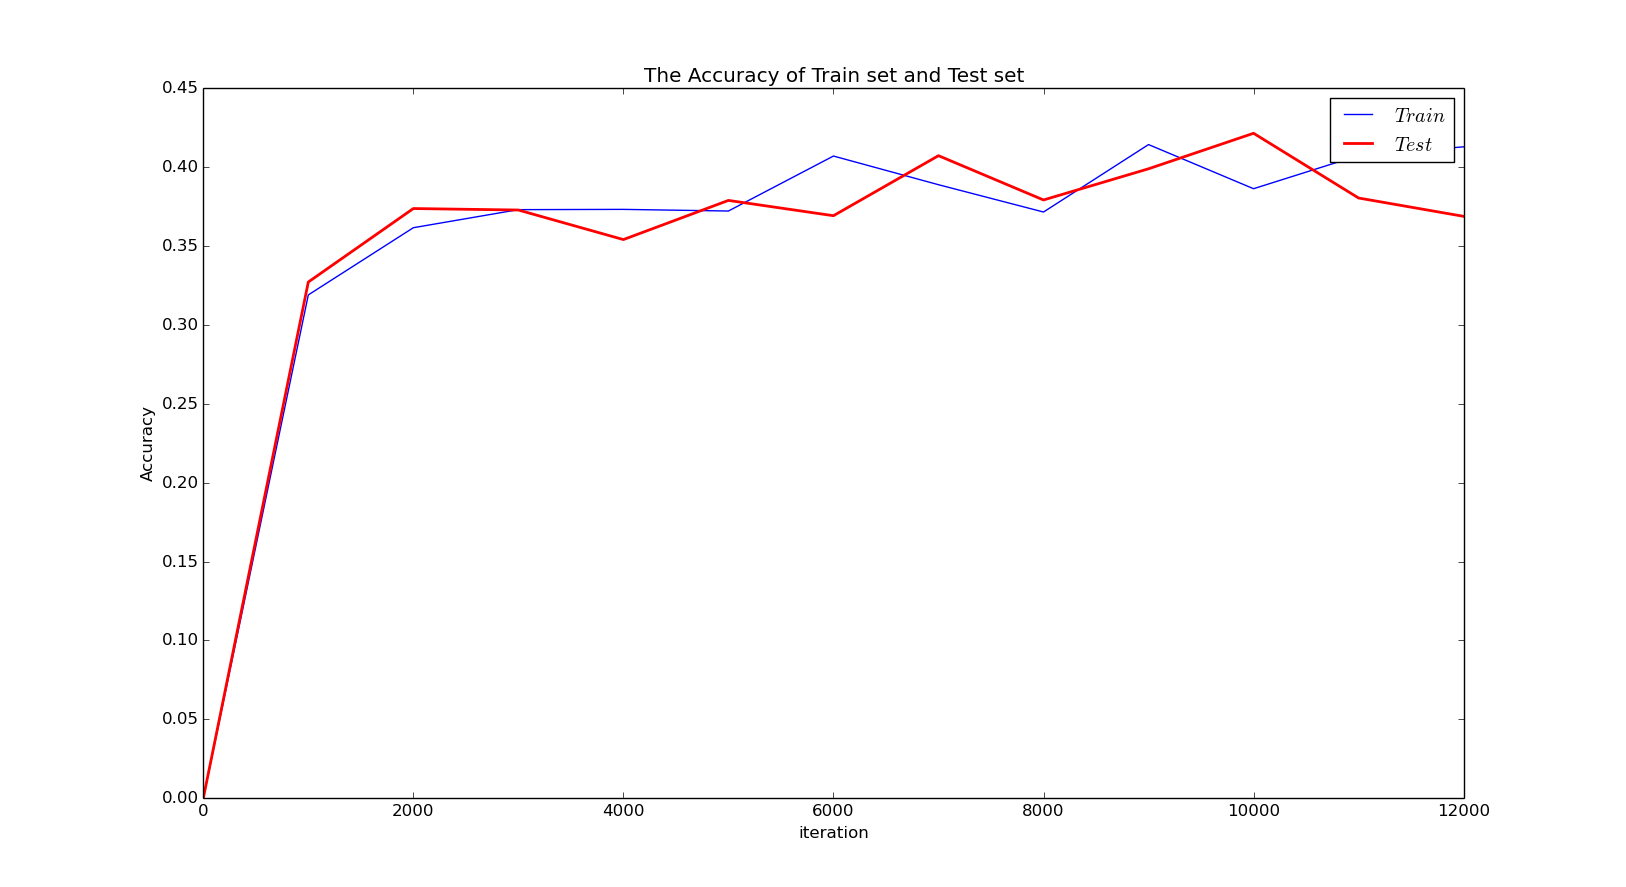 The Accuracy of Train set and Test set
0.45
0.40
0.35
0.30
0.25
0.20
0.15
0.10
0.05
0.00
Accuracy
Train
Test
0 2000 4000 6000 8000 10000 12000
iteration